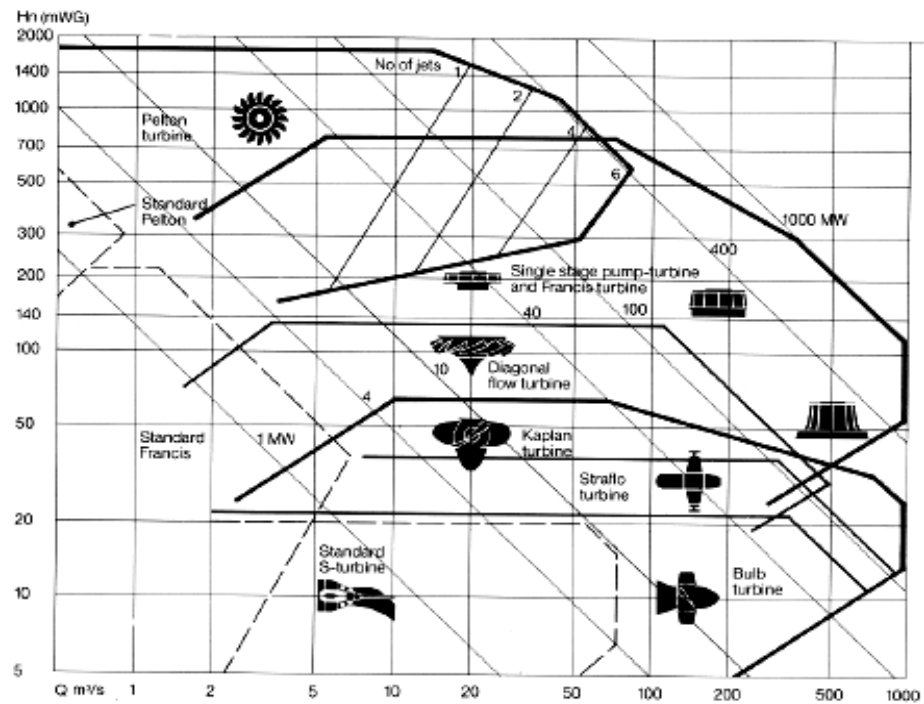 Hn (mWG)
2000
1400
1000
700
500
300
200
140
100
50
20
10
5
No of jets
1
2
4
6
Pelton
turbine
Standard
Pelton
1000 MW
400
Single stage pump-turbine
and Francis turbine
40
100
10
Diagonal
flow turbine
4
Standard
Francis
1 MW
Kaplan
turbine
Straflo
turbine
Standard
S-turbine
Bulb
turbine
Q m³/s 1 2 5 10 20 50 100 200 500 1000